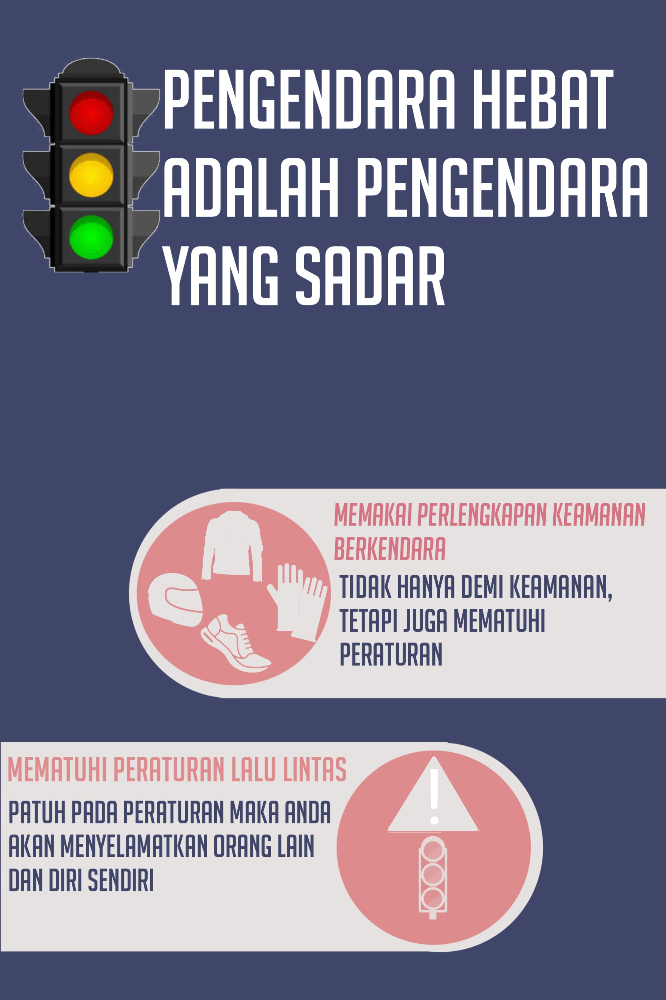 PENGENDARA HEBAT
ADALAH PENGENDARA
YANG SADAR
MEMAKAI PERLENGKAPAN KEAMANAN
BERKENDARA
TIDAK HANYA DEMI KEAMANAN,
TETAPI JUGA MEMATUHI
PERATURAN
MEMATUHI PERATURAN LALU LINTAS
PATUH PADA PERATURAN MAKA ANDA
AKAN MENYELAMATKAN ORANG LAIN
DAN DIRI SENDIRI